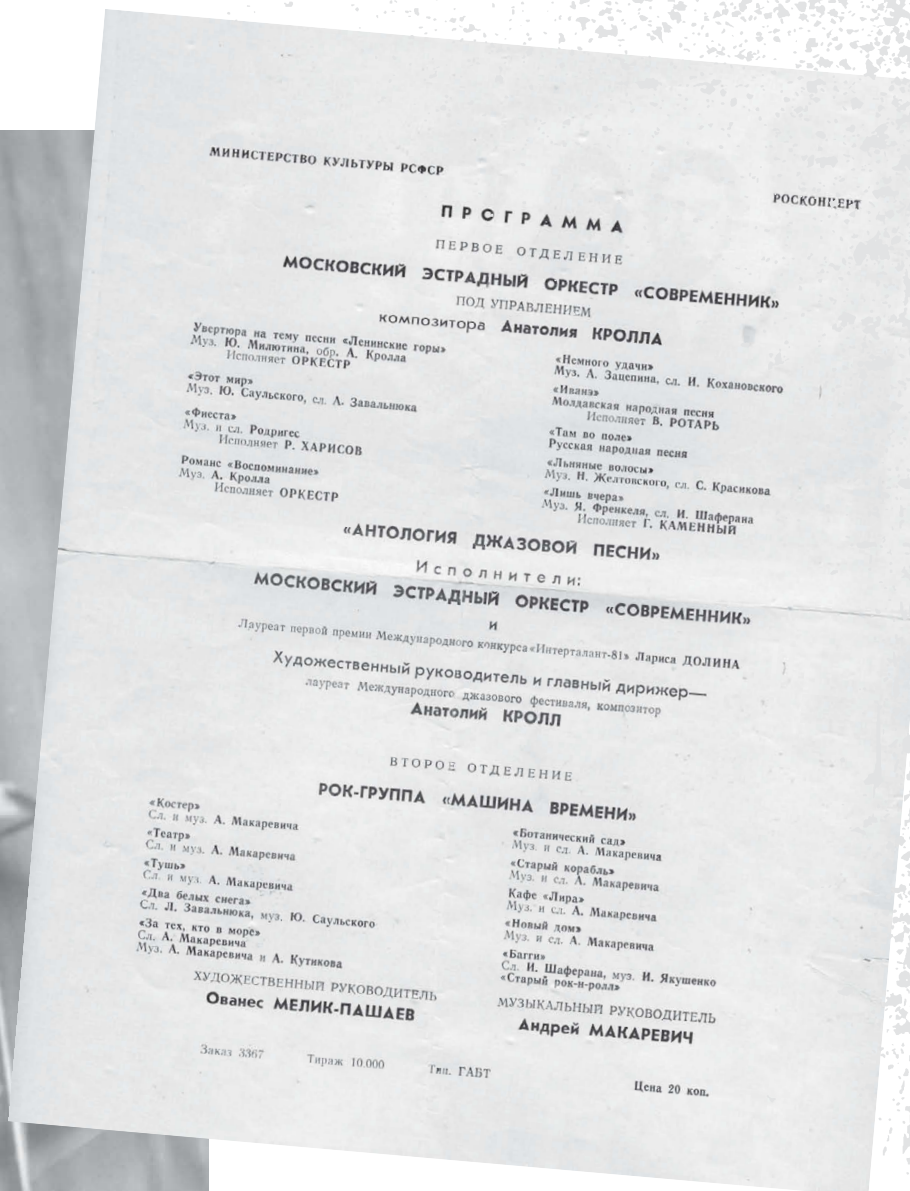 МИНИСТЕРСТВО КУЛЬТУРЫ РСФСР
РОСКОНЦЕРТ
ПРОГРАММА
ПЕРВОЕ ОТДЕЛЕНИЕ
МОСКОВСКИЙ ЭСТРАДНЫЙ ОРКЕСТР «СОВРЕМЕННИК»
ПОД УПРАВЛЕНИЕМ
композитора Анатолия КРОЛЛА
Увертюра на тему песни «Ленинские горы»
Муз. Ю. Милютина, обр. А. Кролла
Исполняет ОРКЕСТР
«Этот мир»
Муз. Ю. Саульского, сл. Л. Завальнюка
«Фиеста»
Муз. и сл. Родригес
Исполняет Р. ХАРИСОВ
Романс «Воспоминание»
Муз. А. Кролла
Исполняет ОРКЕСТР
«Немного удачи»
Муз. А. Зацепина, сл. И. Кохановского
«Иванэ»
Молдавская народная песня
Исполняет В. РОТАРЬ
«Там во поле»
Русская народная песня
«Льняные волосы»
Муз. Н. Желтовского, сл. С. Красикова
«Лишь вчера»
Муз. Я. Френкеля, сл. И. Шаферана
Исполняет Г. КАМЕННЫЙ
«АНТОЛОГИЯ ДЖАЗОВОЙ ПЕСНИ»
Исполнители:
МОСКОВСКИЙ ЭСТРАДНЫЙ ОРКЕСТР «СОВРЕМЕННИК»
и
Лауреат первой премии Международного конкурса «Интерталант-81» Лариса ДОЛИНА
Художественный руководитель и главный дирижер—
лауреат Международного джазового фестиваля, композитор
Анатолий КРОЛЛ
ВТОРОЕ ОТДЕЛЕНИЕ
РОК-ГРУППА «МАШИНА ВРЕМЕНИ»
«Костер»
Сл. и муз. А. Макаревича
«Театр»
Сл. и муз. А. Макаревича
«Тушь»
Сл. и муз. А. Макаревича
«Два белых снега»
Сл. Л. Завальнюка, муз. Ю. Саульского
«За тех, кто в море»
Сл. А. Макаревича
Муз. А. Макаревича и А. Кутикова
ХУДОЖЕСТВЕННЫЙ РУКОВОДИТЕЛЬ
Ованес МЕЛИК-ПАШАЕВ
«Ботанический сад»
Муз. и сл. А. Макаревича
«Старый корабль»
Муз. и сл. А. Макаревича
Кафе «Лира»
Муз. и сл. А. Макаревича
«Новый дом»
Муз. и сл. А. Макаревича
«Багги»
Сл. И. Шаферана, муз. И. Якушенко
«Старый рок-н-ролл»
МУЗЫКАЛЬНЫЙ РУКОВОДИТЕЛЬ
Андрей МАКАРЕВИЧ
Заказ 3367 Тираж 10.000 Тип. ГАБТ
Цена 20 коп.